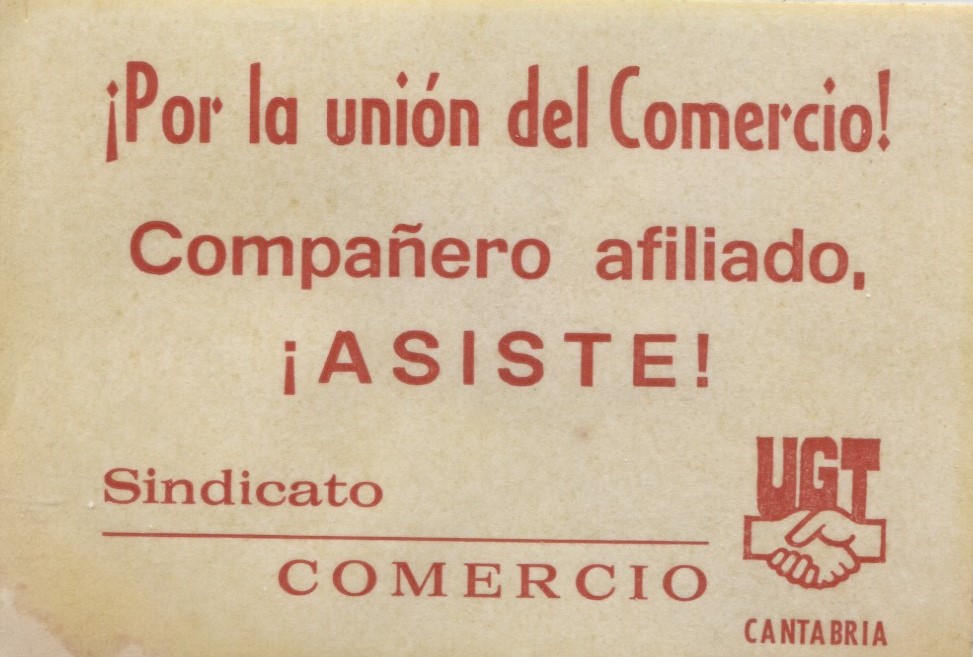 ¡Por la unión del Comercio!
Compañero afiliado,
¡ASISTE!
Sindicato
COMERCIO
UGT
CANTABRIA